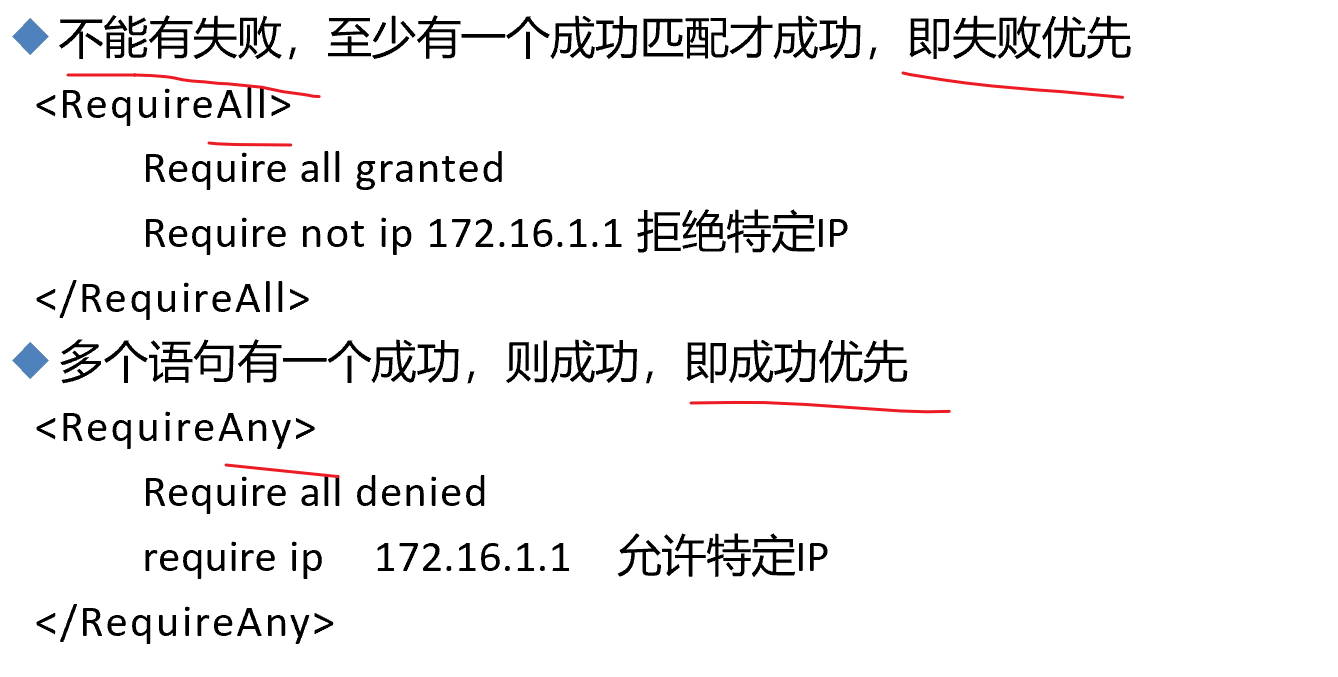 不能有失败，至少有一个成功匹配才成功，即失败优先
<RequireAll>
Require all granted
Require not ip 172.16.1.1 拒绝特定IP
</RequireAll>
多个语句有一个成功，则成功，即成功优先
<RequireAny>
Require all denied
require ip 172.16.1.1 允许特定IP
</RequireAny>